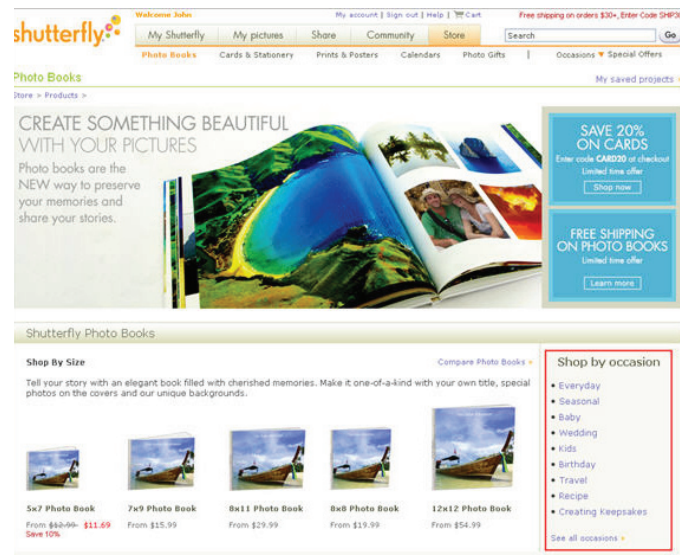 Welcome John
My account | Sign out | Help | Cart
Free shipping on orders $30+, Enter Code SHIP30
shutterfly
My Shutterfly
My pictures
Share
Community
Store
Search
Go
Photo Books
Cards & Stationery
Prints & Posters
Calendars
Photo Gifts
|
Occasions
Special Offers
Photo Books
My saved projects
Store > Products >
CREATE SOMETHING BEAUTIFUL
WITH YOUR PICTURES
Photo books are the
NEW way to preserve
your memories and
share your stories.
SAVE 20%
ON CARDS
Enter code CARD20 at checkout
Limited time offer
Shop now
FREE SHIPPING
ON PHOTO BOOKS
Limited time offer
Learn more
Shutterfly Photo Books
Shop By Size
Compare Photo Books
Tell your story with an elegant book filled with cherished memories. Make it one-of-a-kind with your own title, special
photos on the covers and our unique backgrounds.
5x7 Photo Book
From $12.99 $11.69
Save 10%
7x9 Photo Book
From $15.99
8x11 Photo Book
From $29.99
8x8 Photo Book
From $19.99
12x12 Photo Book
From $54.99
Shop by occasion
• Everyday
• Seasonal
• Baby
• Wedding
• Kids
• Birthday
• Travel
• Recipe
• Creating Keepsakes
See all occasions